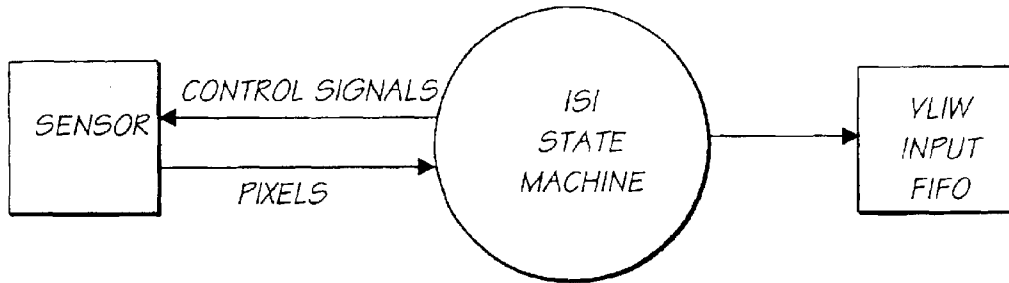 SENSOR
CONTROL SIGNALS
PIXELS
ISI
STATE
MACHINE
VLIW
INPUT
FIFO